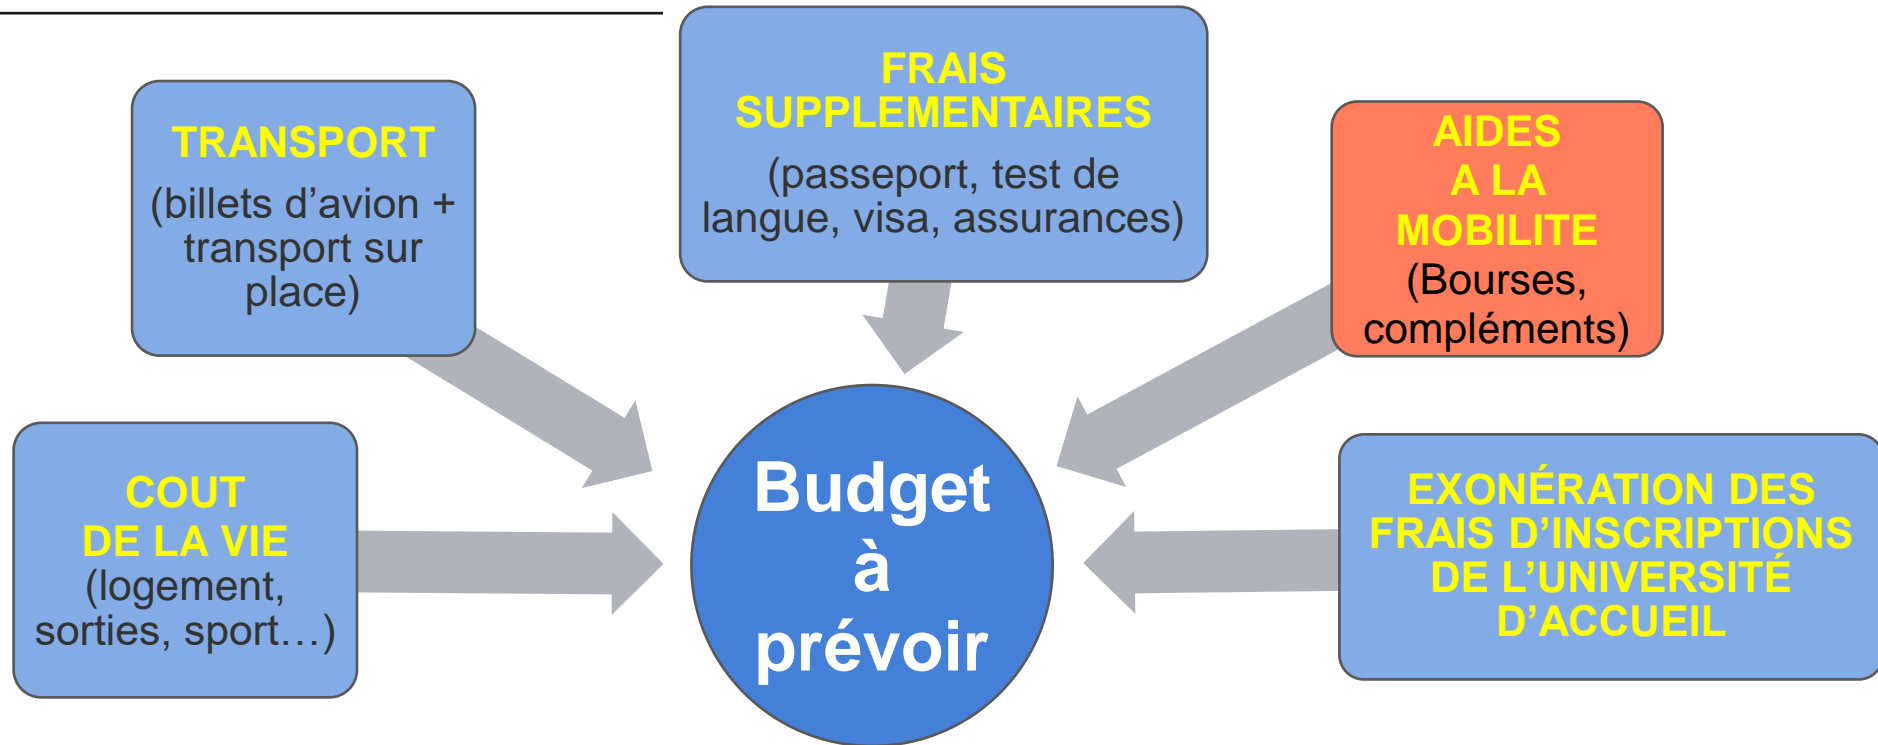 TRANSPORT
(billets d’avion +
transport sur
place)
FRAIS
SUPPLEMENTAIRES
(passeport, test de
langue, visa, assurances)
AIDES
A LA
MOBILITE
(Bourses,
compléments)
COUT
DE LA VIE
(logement,
sorties, sport…)
Budget
à
prévoir
EXONÉRATION DES
FRAIS D’INSCRIPTIONS
DE L’UNIVERSITÉ
D’ACCUEIL